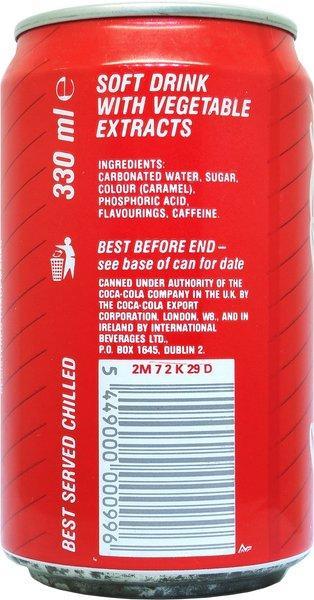 SOFT DRINK
WITH VEGETABLE
EXTRACTS
330 ml e
INGREDIENTS:
CARBONATED WATER, SUGAR,
COLOUR (CARAMEL),
PHOSPHORIC ACID,
FLAVOURINGS, CAFFEINE.
BEST BEFORE END –
see base of can for date
CANNED UNDER AUTHORITY OF THE
COCA-COLA COMPANY IN THE U.K. BY
THE COCA-COLA EXPORT
CORPORATION, LONDON, W6., AND IN
IRELAND BY INTERNATIONAL
BEVERAGES LTD.,
P.O. BOX 1645, DUBLIN 2.
BEST SERVED CHILLED
2M 7 2 K 29 D
5 449000 000996